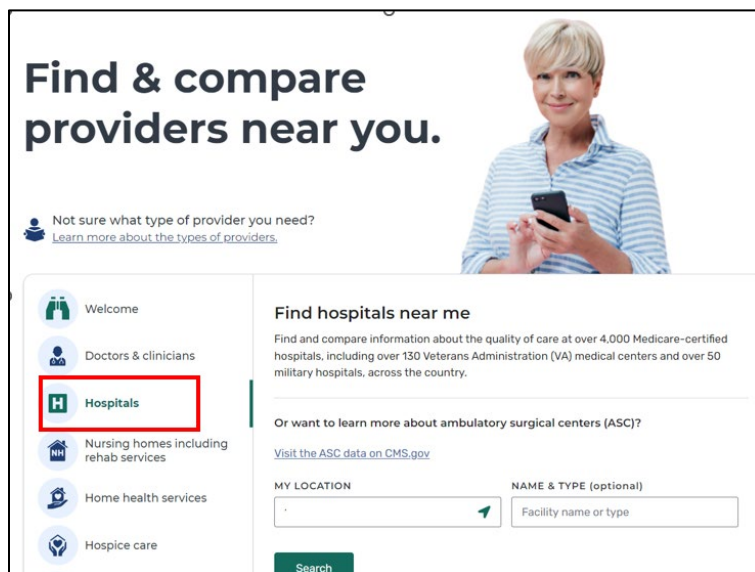 Find & compare
providers near you.
Not sure what type of provider you need?
Learn more about the types of providers.
Welcome
Doctors & clinicians
H
Hospitals
NH
Nursing homes including
rehab services
Home health services
Hospice care
Find hospitals near me
Find and compare information about the quality of care at over 4,000 Medicare-certified
hospitals, including over 130 Veterans Administration (VA) medical centers and over 50
military hospitals, across the country.
Or want to learn more about ambulatory surgical centers (ASC)?
Visit the ASC data on CMS.gov
MY LOCATION
NAME & TYPE (optional)
Facility name or type
Search